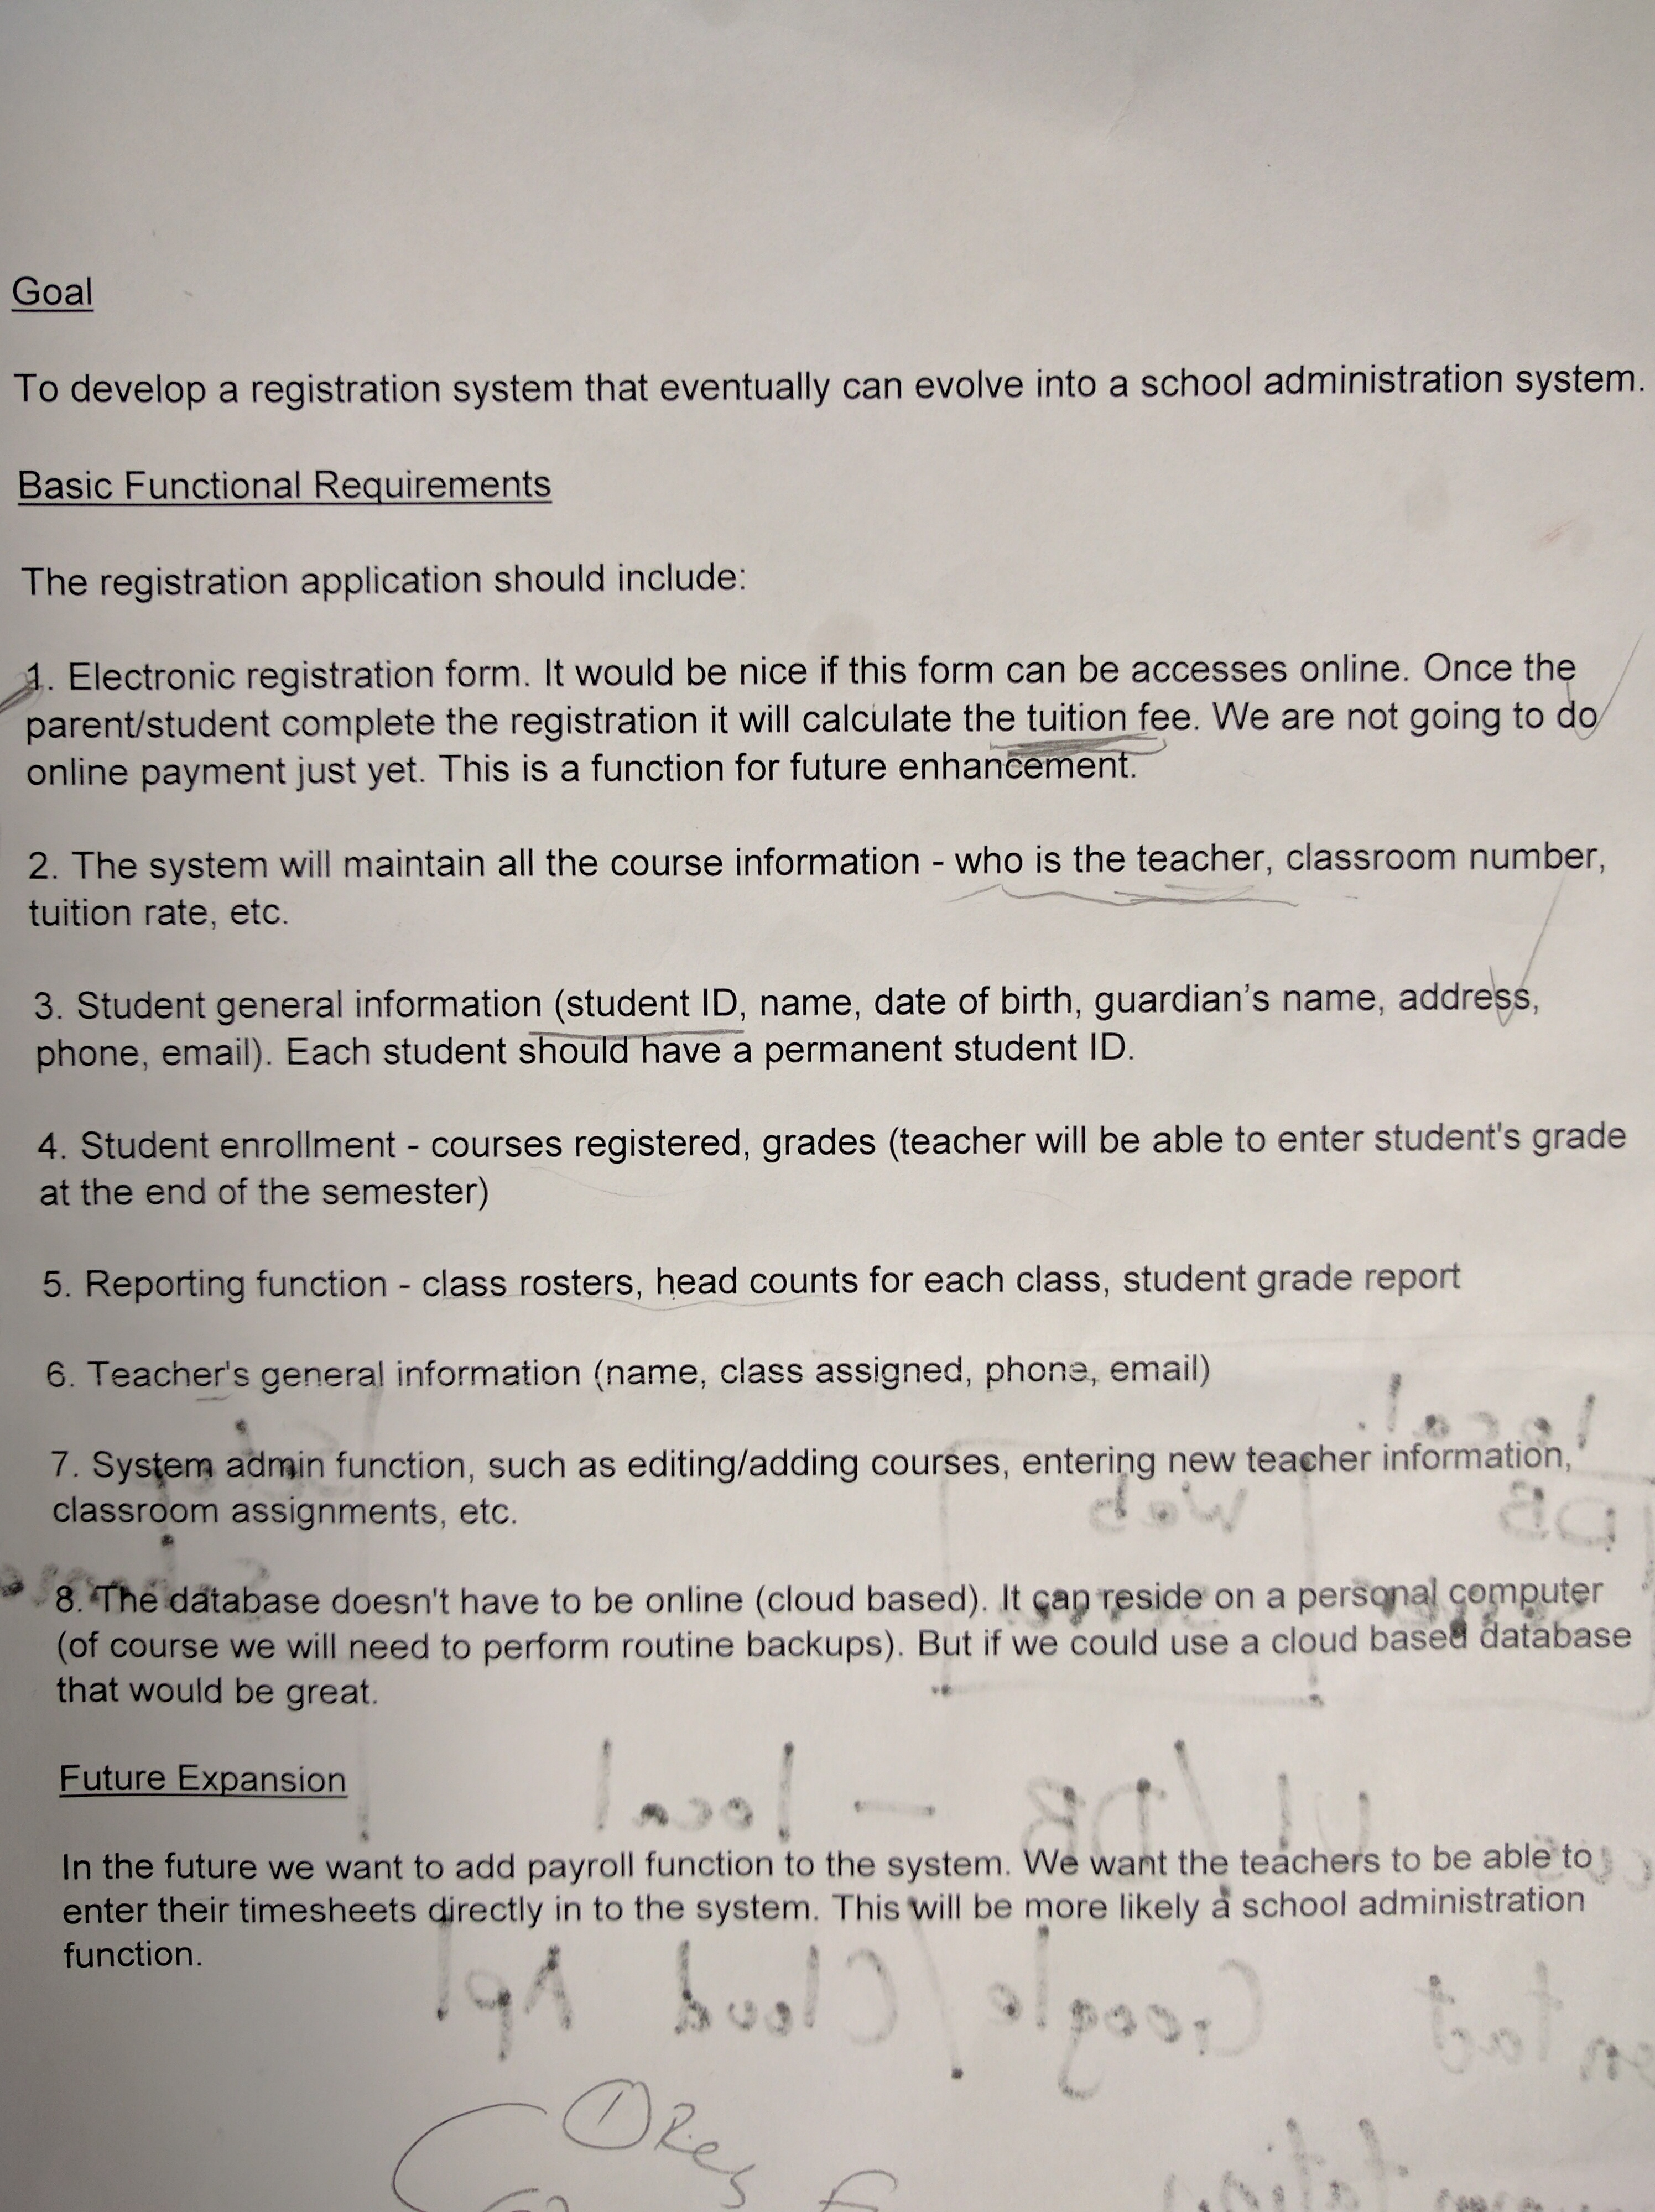 Goal
To develop a registration system that eventually can evolve into a school administration system.
Basic Functional Requirements
The registration application should include:
1. Electronic registration form. It would be nice if this form can be accesses online. Once the
parent/student complete the registration it will calculate the tuition fee. We are not going to do
online payment just yet. This is a function for future enhancement.
2. The system will maintain all the course information - who is the teacher, classroom number,
tuition rate, etc.
3. Student general information (student ID, name, date of birth, guardian's name, address,
phone, email). Each student should have a permanent student ID.
4. Student enrollment - courses registered, grades (teacher will be able to enter student's grade
at the end of the semester)
5. Reporting function - class rosters, head counts for each class, student grade report
6. Teacher's general information (name, class assigned, phone, email)
local
7. System admin function, such as editing/adding courses, entering new teacher information,
classroom assignments, etc.
Web
DB
8. The database doesn't have to be online (cloud based). It can reside on a personal computer
(of course we will need to perform routine backups). But if we could use a cloud based database
that would be great.
Future Expansion
UI/DB - local
In the future we want to add payroll function to the system. We want the teachers to be able to
enter their timesheets directly in to the system. This will be more likely a school administration
function.
Google/Cloud